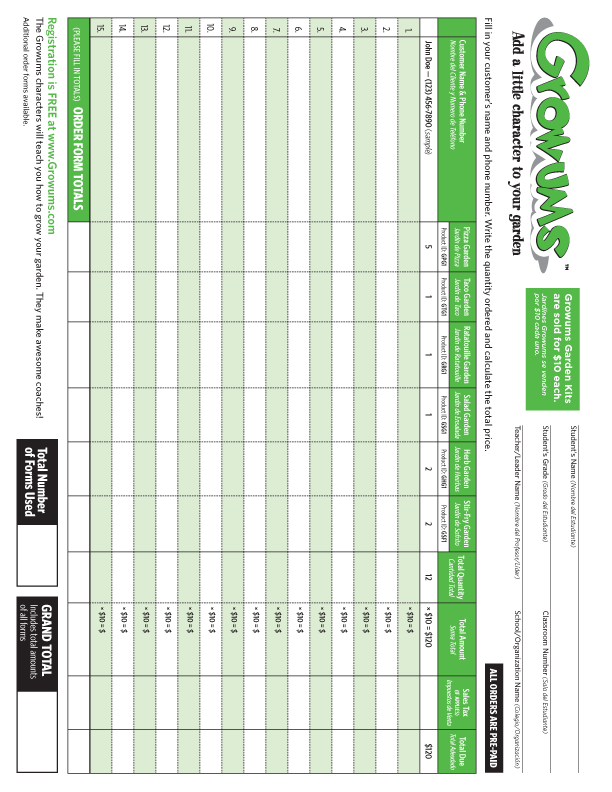 GROWUMS™
Add a little character to your garden
Growums Garden Kits
are sold for $10 each.
Jardines Growums se venden
por $10 cada uno.
Student's Name (Nombre del Estudiante)
Student's Grade (Grado del Estudiante)
Classroom Number (Sala del Estudiante)
Teacher/Leader Name (Nombre del Profesor/Líder)
School/Organization Name (Colegio/Organización)
Fill in your customer's name and phone number. Write the quantity ordered and calculate the total price.
ALL ORDERS ARE PRE-PAID
Customer Name & Phone Number
Nombre del Cliente y Número de Teléfono
Pizza Garden
Jardín de Pizza
Product ID: GPG1
Taco Garden
Jardín de Taco
Product ID: GTG1
Ratatouille Garden
Jardín de Ratatouille
Product ID: GRG1
Salad Garden
Jardín de Ensalada
Product ID: GSG1
Herb Garden
Jardín de Hierbas
Product ID: GHG1
Stir-Fry Garden
Jardín de Sofrito
Product ID: GSF1
Total Quantity
Cantidad Total
Total Amount
Suma Total
Sales Tax
(IF APPLIES)
Impuestos de Venta
Total Due
Total Adeudado
John Doe — (123) 456-7890 (sample) 5 1 1 1 2 2 12 × $10 = $120 $120
1. × $10 = $
2. × $10 = $
3. × $10 = $
4. × $10 = $
5. × $10 = $
6. × $10 = $
7. × $10 = $
8. × $10 = $
9. × $10 = $
10. × $10 = $
11. × $10 = $
12. × $10 = $
13. × $10 = $
14. × $10 = $
15. × $10 = $
(PLEASE FILL IN TOTALS) ORDER FORM TOTALS
Registration is FREE at www.Growums.com
The Growums characters will teach you how to grow your garden. They make awesome coaches!
Additional order forms available.
Total Number
of Forms Used
GRAND TOTAL
Includes total amounts
of all forms